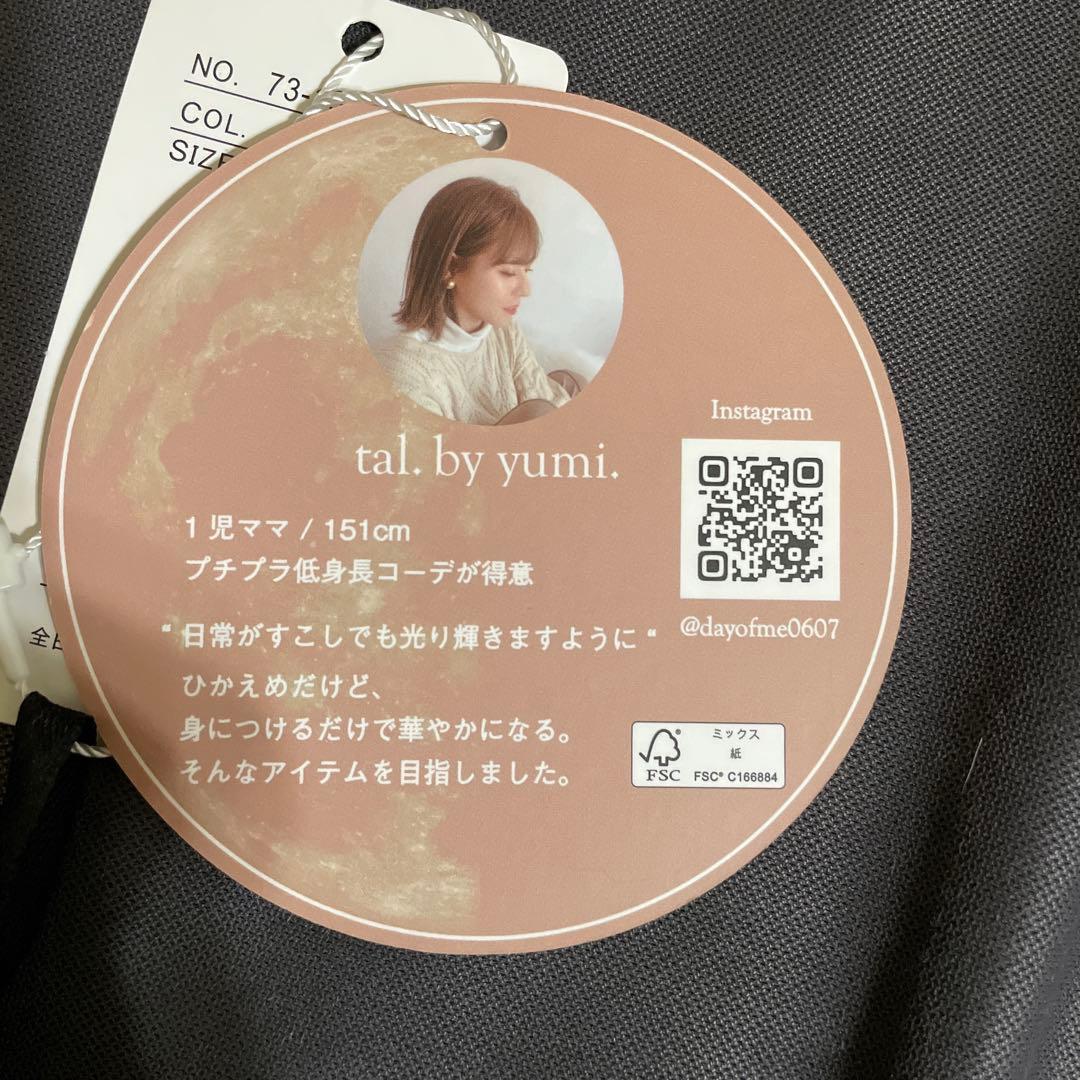 NO. 73-
COL.
SIZE
tal. by yumi.
1児ママ / 151cm
プチプラ低身長コーデが得意
“ 日常がすこしでも光り輝きますように “
ひかえめだけど、
身につけるだけで華やかになる。
そんなアイテムを目指しました。
Instagram
@dayofme0607
FSC
ミックス
紙
FSC® C166884
全